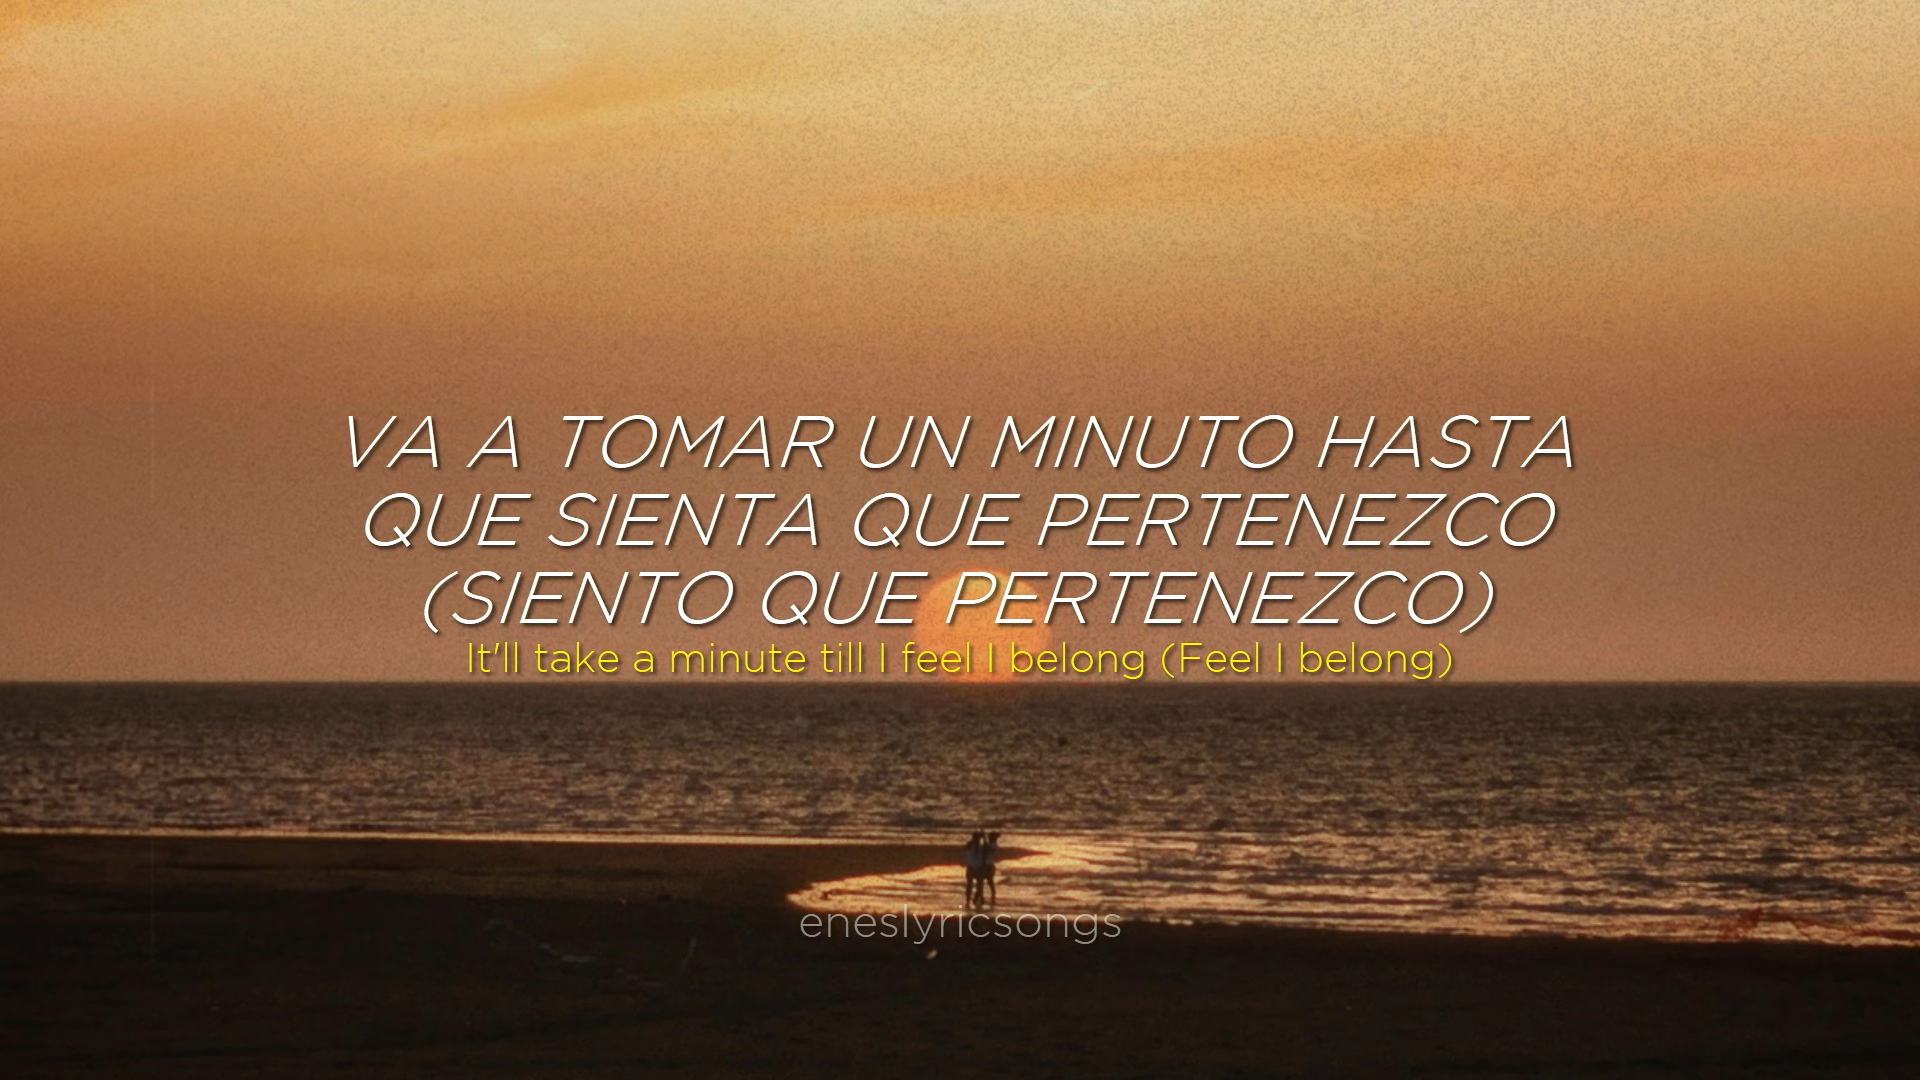 VA A TOMAR UN MINUTO HASTA
QUE SIENTA QUE PERTENEZCO
(SIENTO QUE PERTENEZCO)
It'll take a minute till I feel I belong (Feel I belong)
eneslyricsongs